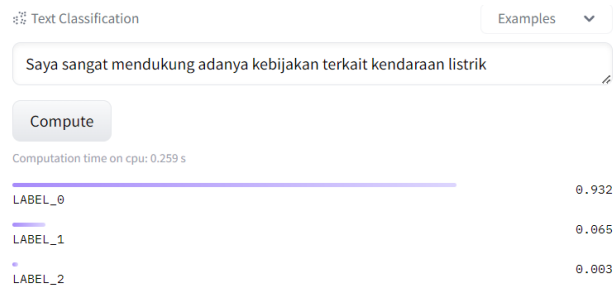 Text Classification
Examples
Saya sangat mendukung adanya kebijakan terkait kendaraan listrik
Compute
Computation time on cpu: 0.259 s
0.932
LABEL_0
0.065
LABEL_1
0.003
LABEL_2